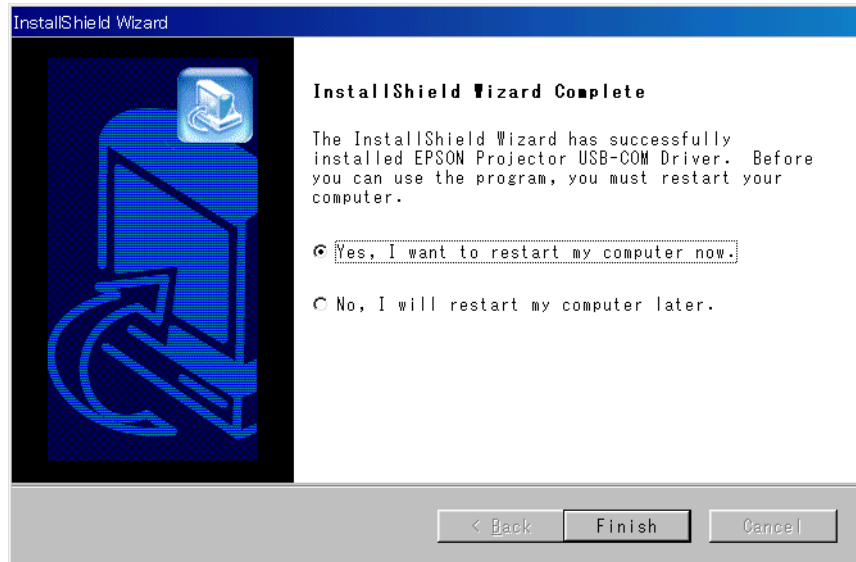 InstallShield Wizard
InstallShield Wizard Complete
The InstallShield Wizard has successfully
installed EPSON Projector USB-COM Driver.  Before
you can use the program, you must restart your
computer.
Yes, I want to restart my computer now.
No, I will restart my computer later.
< Back
Finish
Cancel